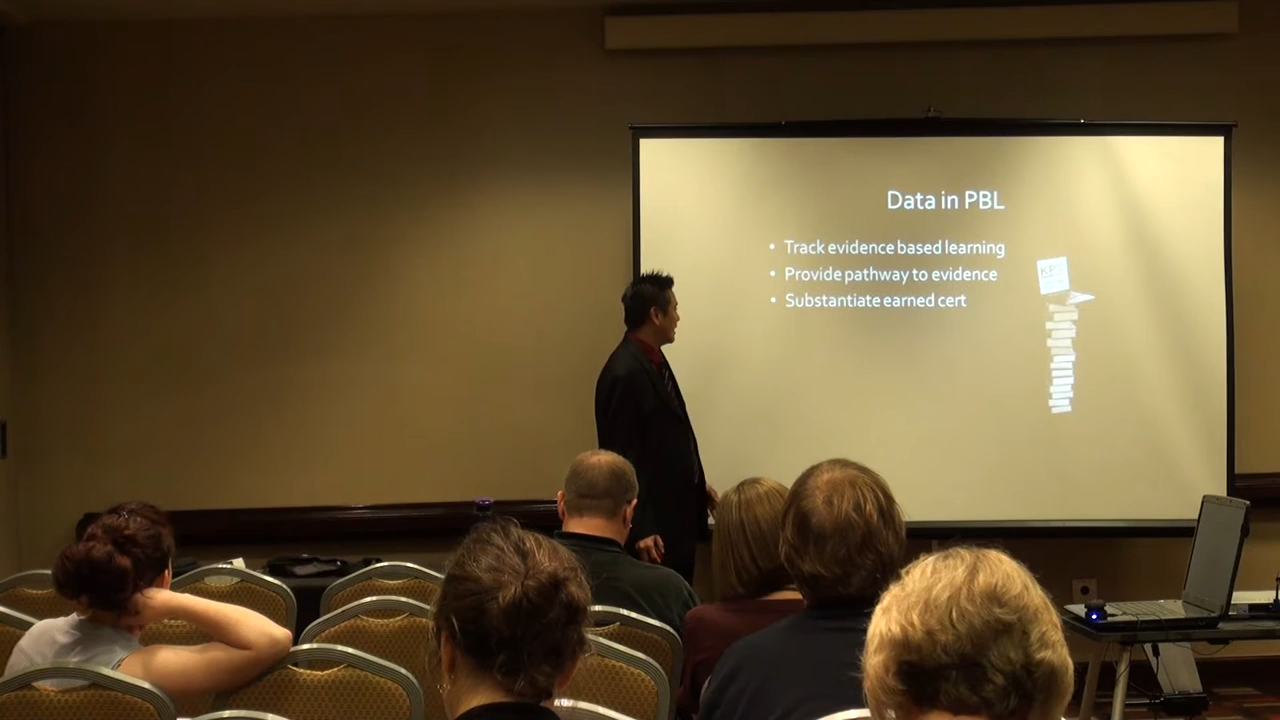 Data in PBL
• Track evidence based learning
• Provide pathway to evidence
• Substantiate earned cert